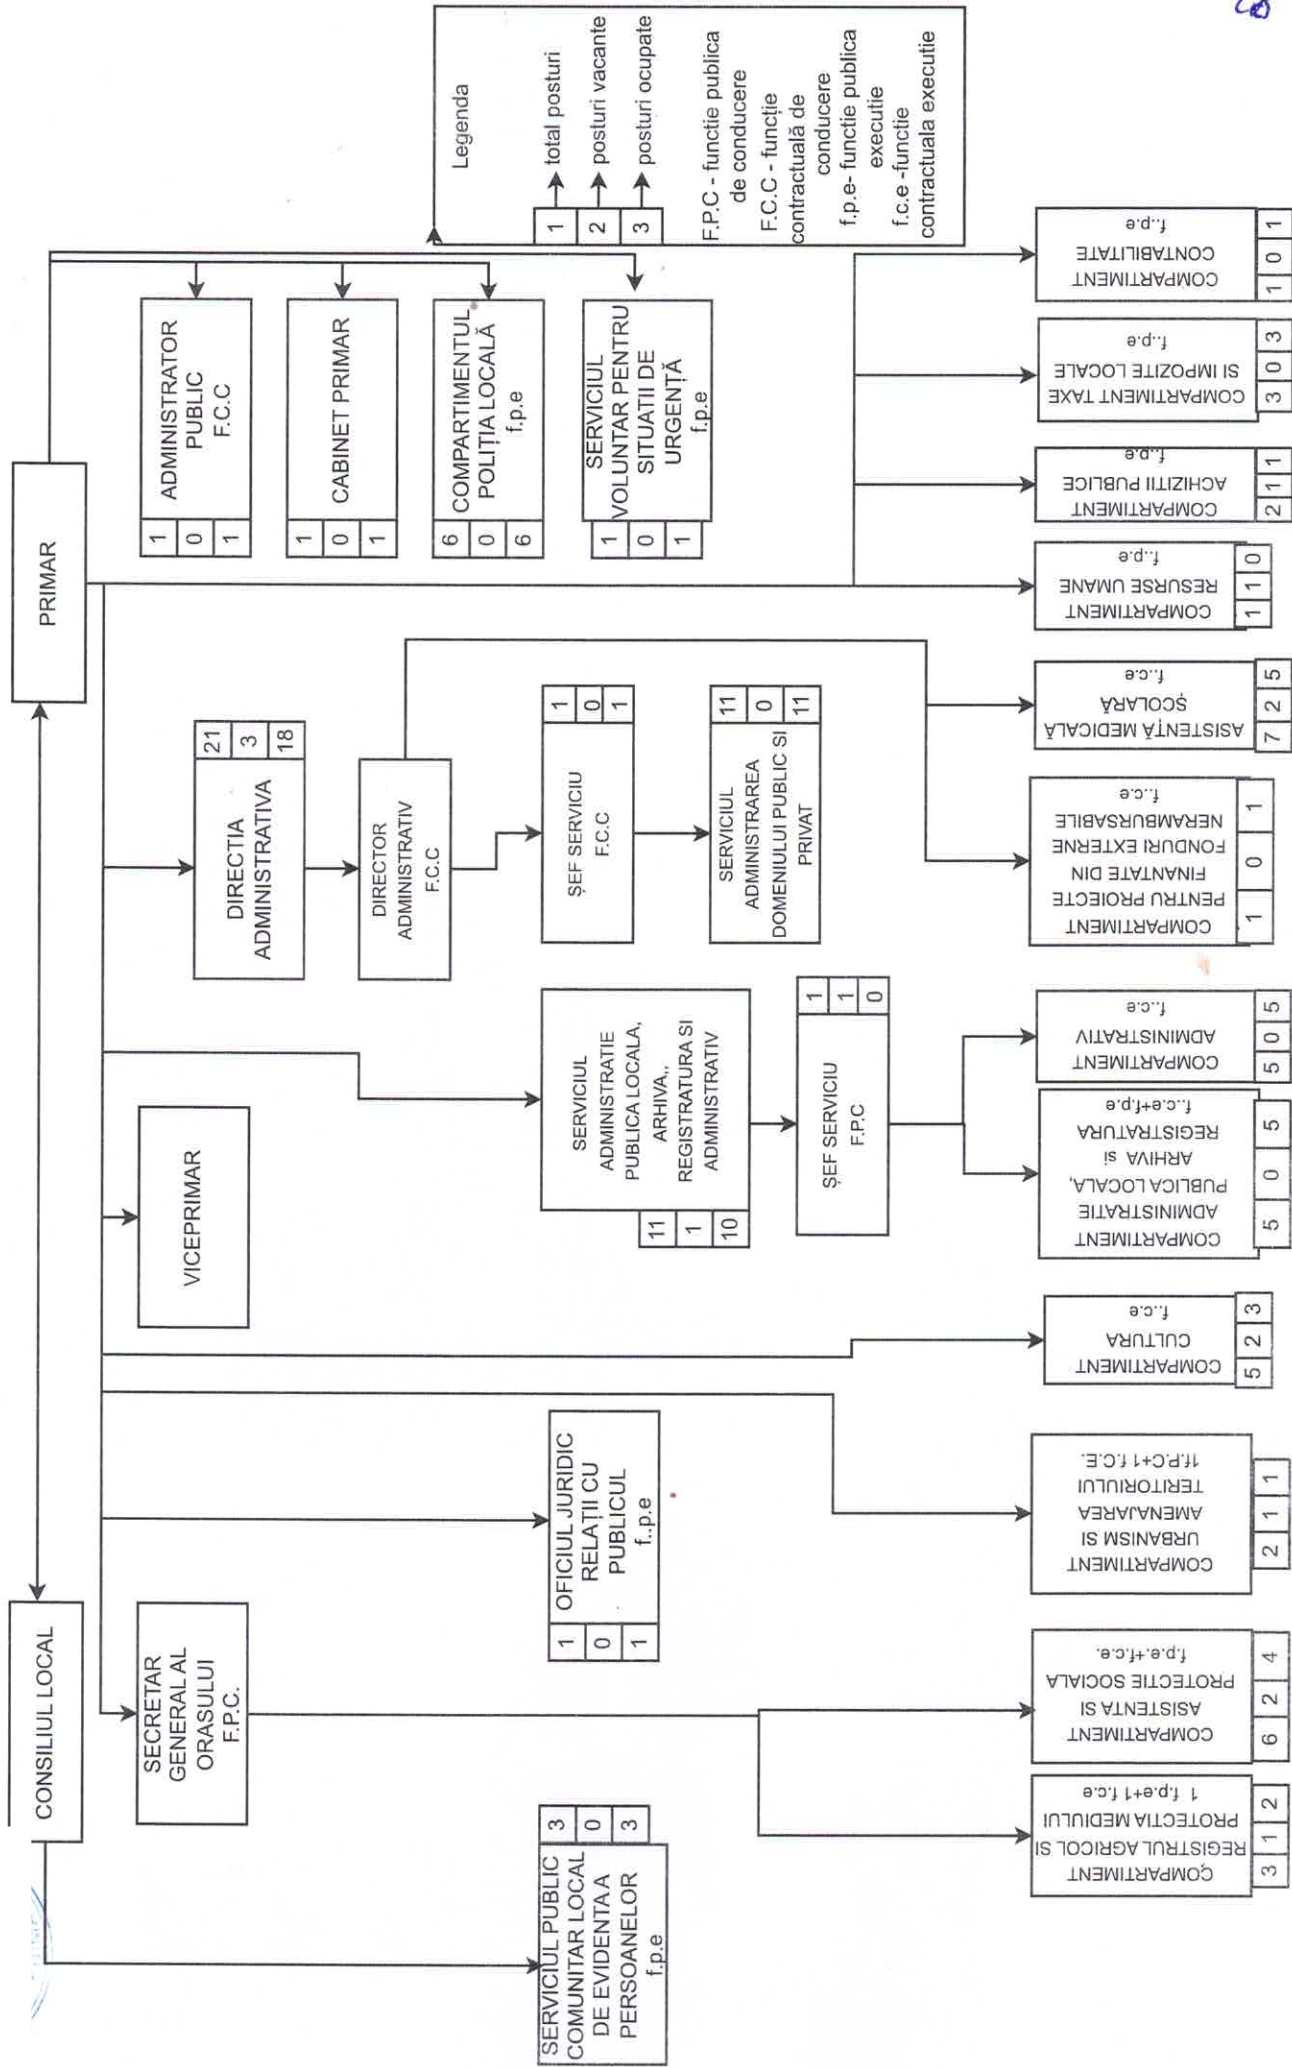 CONSILIUL LOCAL
PRIMAR
SECRETAR
GENERAL AL
ORASULUI
F.P.C.
VICEPRIMAR
DIRECTIA
ADMINISTRATIVA
21
3
18
ADMINISTRATOR
PUBLIC
F.C.C
1
0
1
CABINET PRIMAR
1
0
1
COMPARTIMENTUL
POLIȚIA LOCALĂ
f.p.e
6
0
6
SERVICIUL
VOLUNTAR PENTRU
SITUATII DE
URGENȚĂ
f.p.e
1
0
1
Legenda
1
total posturi
2
posturi vacante
3
posturi ocupate
F.P.C - functie publica
de conducere
F.C.C - funcție
contractuală de
conducere
f.p.e- functie publica
executie
f.c.e -functie
contractuala executie
DIRECTOR
ADMINISTRATIV
F.C.C
SERVICIUL PUBLIC
COMUNITAR LOCAL
DE EVIDENTA A
PERSOANELOR
f.p.e
3
0
3
OFICIUL JURIDIC
RELAȚII CU
PUBLICUL
f..p.e
1
0
1
SERVICIUL
ADMINISTRATIE
PUBLICA LOCALA,
ARHIVA,,
REGISTRATURA SI
ADMINISTRATIV
11
1
10
ȘEF SERVICIU
F.C.C
1
0
1
SERVICIUL
ADMINISTRAREA
DOMENIULUI PUBLIC SI
PRIVAT
11
0
11
ȘEF SERVICIU
F.P.C
1
1
0
COMPARTIMENT
REGISTRUL AGRICOL SI
PROTECTIA MEDIULUI
1 f.p.e+1 f.c.e
3 1 2
COMPARTIMENT
ASISTENTA SI
PROTECTIE SOCIALA
f.p.e.+f.c.e.
6 2 4
COMPARTIMENT
URBANISM SI
AMENAJAREA
TERITORIULUI
1f.P.C+1 f.C.E.
2 1 1
COMPARTIMENT
CULTURA
f..c.e
5 2 3
COMPARTIMENT
ADMINISTRATIE
PUBLICA LOCALA,
ARHIVA si
REGISTRATURA
f..c.e+f.p.e
5 0 5
COMPARTIMENT
ADMINISTRATIV
f..c.e
5 0 5
COMPARTIMENT
PENTRU PROIECTE
FINANTATE DIN
FONDURI EXTERNE
NERAMBURSABILE
f..c.e
1 0 1
ASISTENȚĂ MEDICALĂ
ȘCOLARĂ
f..c.e
7 2 5
COMPARTIMENT
RESURSE UMANE
f..p.e
1 1 0
COMPARTIMENT
ACHIZITII PUBLICE
f..p.e
2 1 1
COMPARTIMENT TAXE
SI IMPOZITE LOCALE
f..p.e
3 0 3
COMPARTIMENT
CONTABILITATE
f..p.e
1 0 1